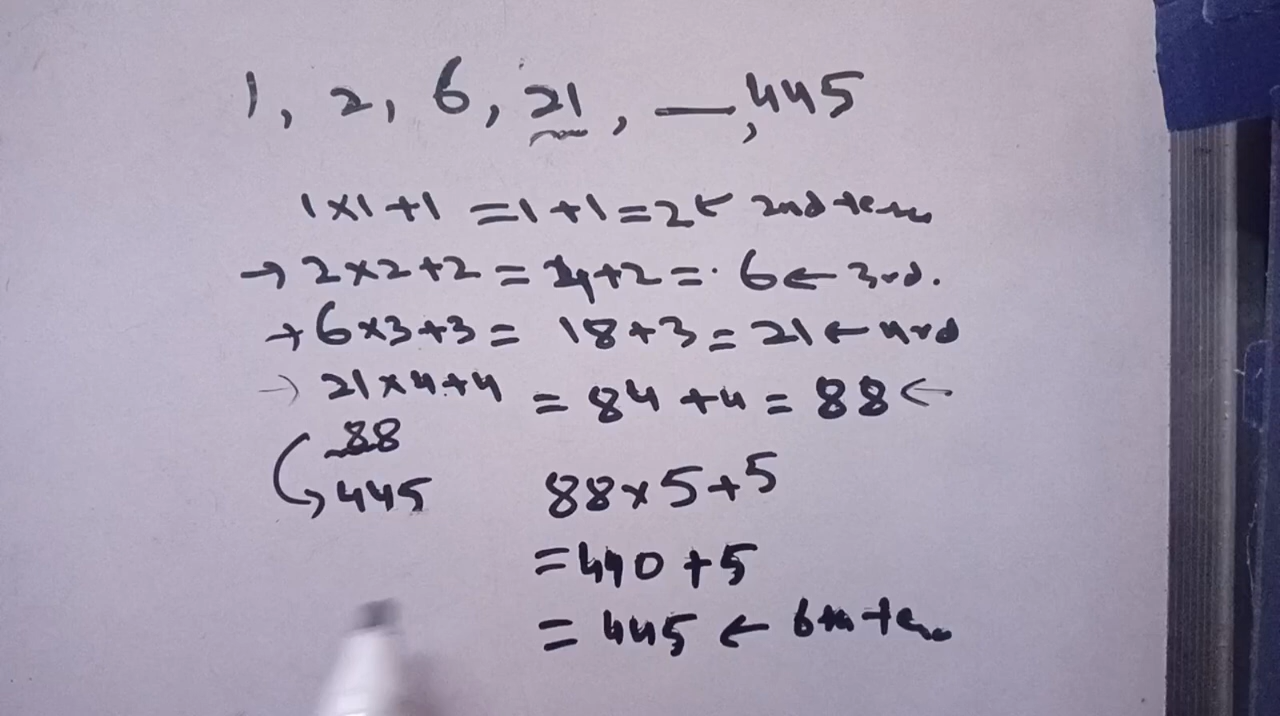 1, 2, 6, 21, —, 445
1×1+1 =1+1=2← 2nd term
→ 2×2+2 = 4+2 = 6 ← 3rd.
→ 6×3+3 = 18+3 = 21 ← 4rd
→ 21×4+4 = 84 +4 = 88 ←
88
445
88×5+5
=440 +5
= 445 ← 6th term